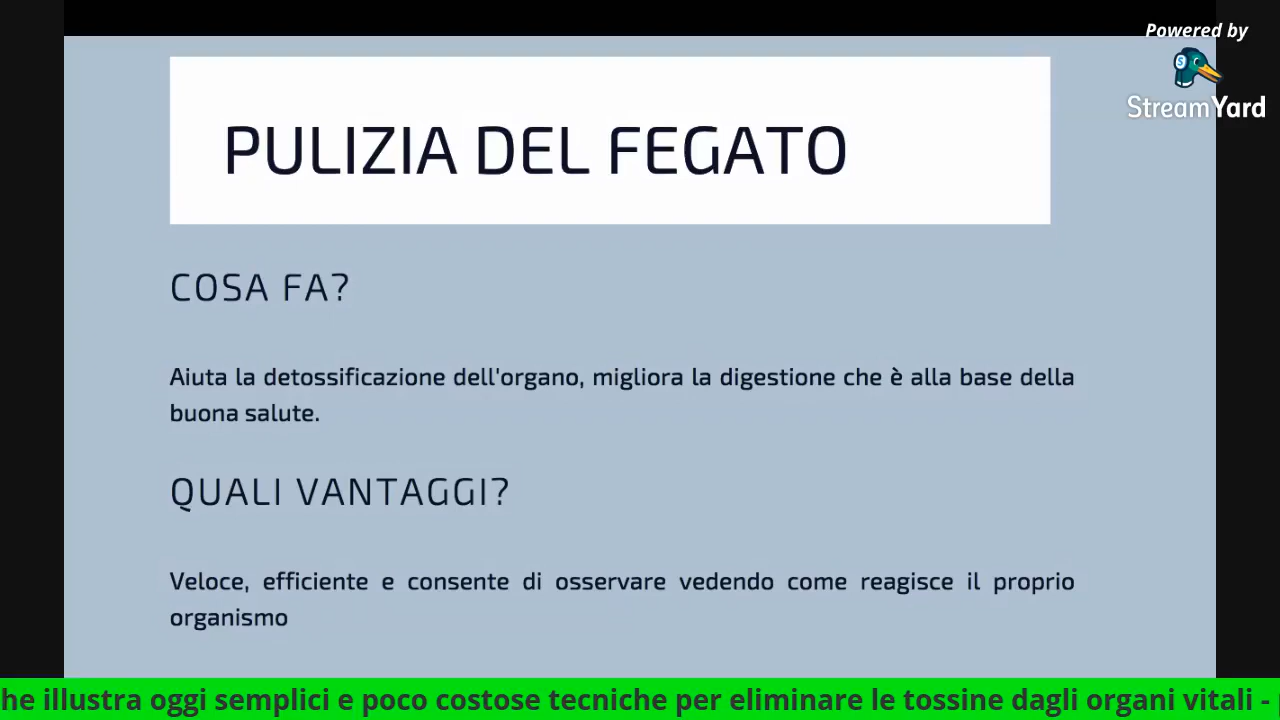 Powered by
StreamYard
PULIZIA DEL FEGATO
COSA FA?
Aiuta la detossificazione dell'organo, migliora la digestione che è alla base della
buona salute.
QUALI VANTAGGI?
Veloce, efficiente e consente di osservare vedendo come reagisce il proprio
organismo
he illustra oggi semplici e poco costose tecniche per eliminare le tossine dagli organi vitali -